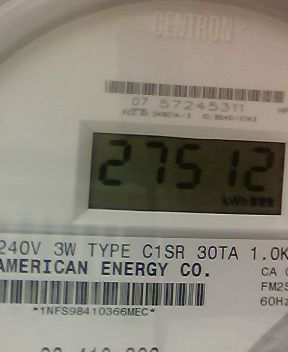 CENTRON®
07 57245311
27512
kWh
240V 3W TYPE C1SR 30TA 1.0K
AMERICAN ENERGY CO.
CA
FM2S
60Hz
*1NFS98410366MEC*